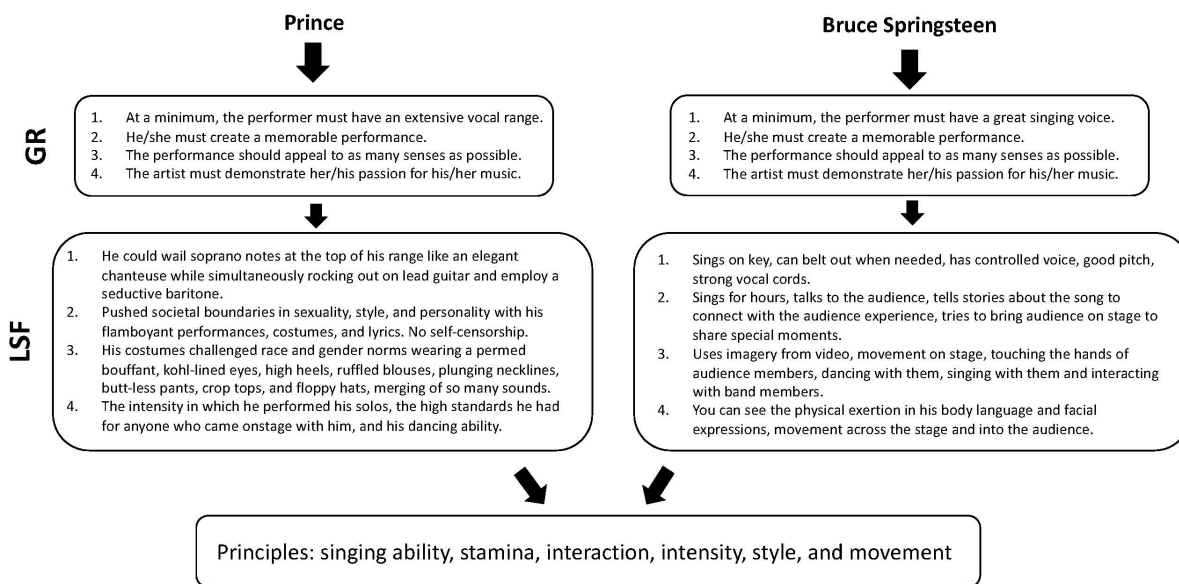 Prince
GR
1. At a minimum, the performer must have an extensive vocal range.
2. He/she must create a memorable performance.
3. The performance should appeal to as many senses as possible.
4. The artist must demonstrate her/his passion for his/her music.
LSF
1. He could wail soprano notes at the top of his range like an elegant
chanteuse while simultaneously rocking out on lead guitar and employ a
seductive baritone.
2. Pushed societal boundaries in sexuality, style, and personality with his
flamboyant performances, costumes, and lyrics. No self-censorship.
3. His costumes challenged race and gender norms wearing a permed
bouffant, kohl-lined eyes, high heels, ruffled blouses, plunging necklines,
butt-less pants, crop tops, and floppy hats, merging of so many sounds.
4. The intensity in which he performed his solos, the high standards he had
for anyone who came onstage with him, and his dancing ability.
Bruce Springsteen
1. At a minimum, the performer must have a great singing voice.
2. He/she must create a memorable performance.
3. The performance should appeal to as many senses as possible.
4. The artist must demonstrate her/his passion for his/her music.
1. Sings on key, can belt out when needed, has controlled voice, good pitch,
strong vocal cords.
2. Sings for hours, talks to the audience, tells stories about the song to
connect with the audience experience, tries to bring audience on stage to
share special moments.
3. Uses imagery from video, movement on stage, touching the hands of
audience members, dancing with them, singing with them and interacting
with band members.
4. You can see the physical exertion in his body language and facial
expressions, movement across the stage and into the audience.
Principles: singing ability, stamina, interaction, intensity, style, and movement